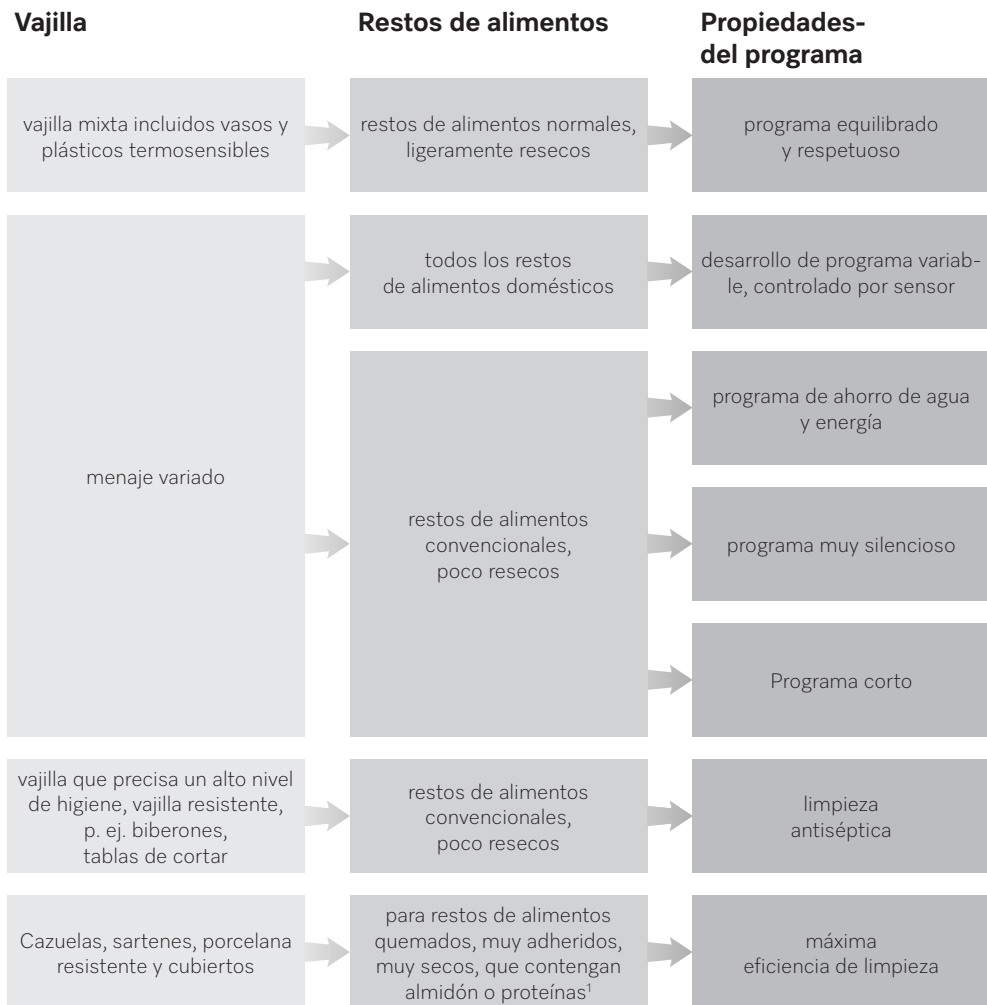 Vajilla
Restos de alimentos
Propiedades-
del programa
vajilla mixta incluidos vasos y
plásticos termosensibles
restos de alimentos normales,
ligeramente resecos
programa equilibrado
y respetuoso
menaje variado
todos los restos
de alimentos domésticos
desarrollo de programa variab-
le, controlado por sensor
restos de alimentos
convencionales,
poco resecos
programa de ahorro de agua
y energía
programa muy silencioso
Programa corto
vajilla que precisa un alto nivel
de higiene, vajilla resistente,
p. ej. biberones,
tablas de cortar
restos de alimentos
convencionales,
poco resecos
limpieza
antiséptica
Cazuelas, sartenes, porcelana
resistente y cubiertos
para restos de alimentos
quemados, muy adheridos,
muy secos, que contengan
almidón o proteínas¹
máxima
eficiencia de limpieza